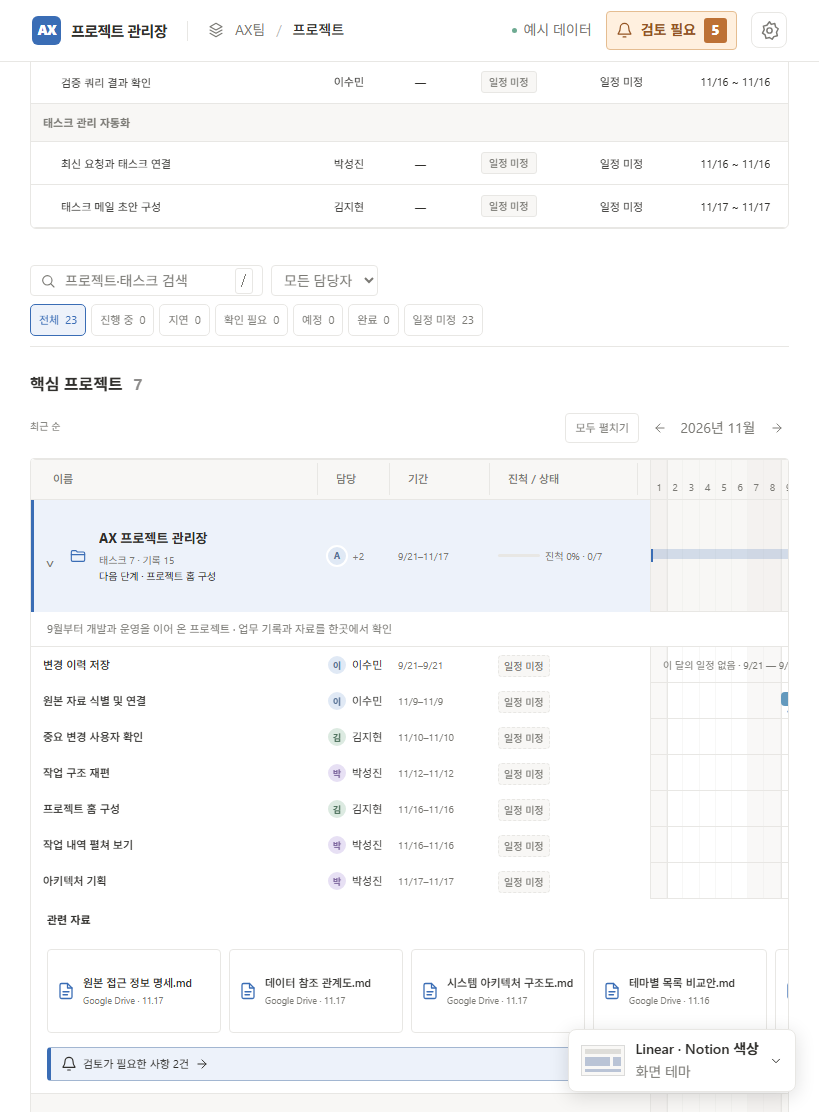 AX 프로젝트 관리장 AX팀 / 프로젝트 예시 데이터 검토 필요 5
검증 쿼리 결과 확인 이수민 — 일정 미정 일정 미정 11/16 ~ 11/16
태스크 관리 자동화
최신 요청과 태스크 연결 박성진 — 일정 미정 일정 미정 11/16 ~ 11/16
태스크 메일 초안 구성 김지현 — 일정 미정 일정 미정 11/17 ~ 11/17
프로젝트·태스크 검색 / 모든 담당자
전체 23 진행 중 0 지연 0 확인 필요 0 예정 0 완료 0 일정 미정 23
핵심 프로젝트 7
최근 순 모두 펼치기 ← 2026년 11월 →
이름 담당 기간 진척 / 상태 1 2 3 4 5 6 7 8
AX 프로젝트 관리장
태스크 7 · 기록 15 A +2 9/21–11/17 진척 0% · 0/7
다음 단계 · 프로젝트 홈 구성
9월부터 개발과 운영을 이어 온 프로젝트 · 업무 기록과 자료를 한곳에서 확인
변경 이력 저장 이 이수민 9/21–9/21 일정 미정 이 달의 일정 없음 · 9/21 — 9/
원본 자료 식별 및 연결 이 이수민 11/9–11/9 일정 미정
중요 변경 사용자 확인 김 김지현 11/10–11/10 일정 미정
작업 구조 재편 박 박성진 11/12–11/12 일정 미정
프로젝트 홈 구성 김 김지현 11/16–11/16 일정 미정
작업 내역 펼쳐 보기 박 박성진 11/16–11/16 일정 미정
아키텍처 기획 박 박성진 11/17–11/17 일정 미정
관련 자료
원본 접근 정보 명세.md 데이터 참조 관계도.md 시스템 아키텍처 구조도.md 테마별 목록 비교안.md
Google Drive · 11.17 Google Drive · 11.17 Google Drive · 11.17 Google Drive · 11.16
검토가 필요한 사항 2건 →
Linear · Notion 색상
화면 테마